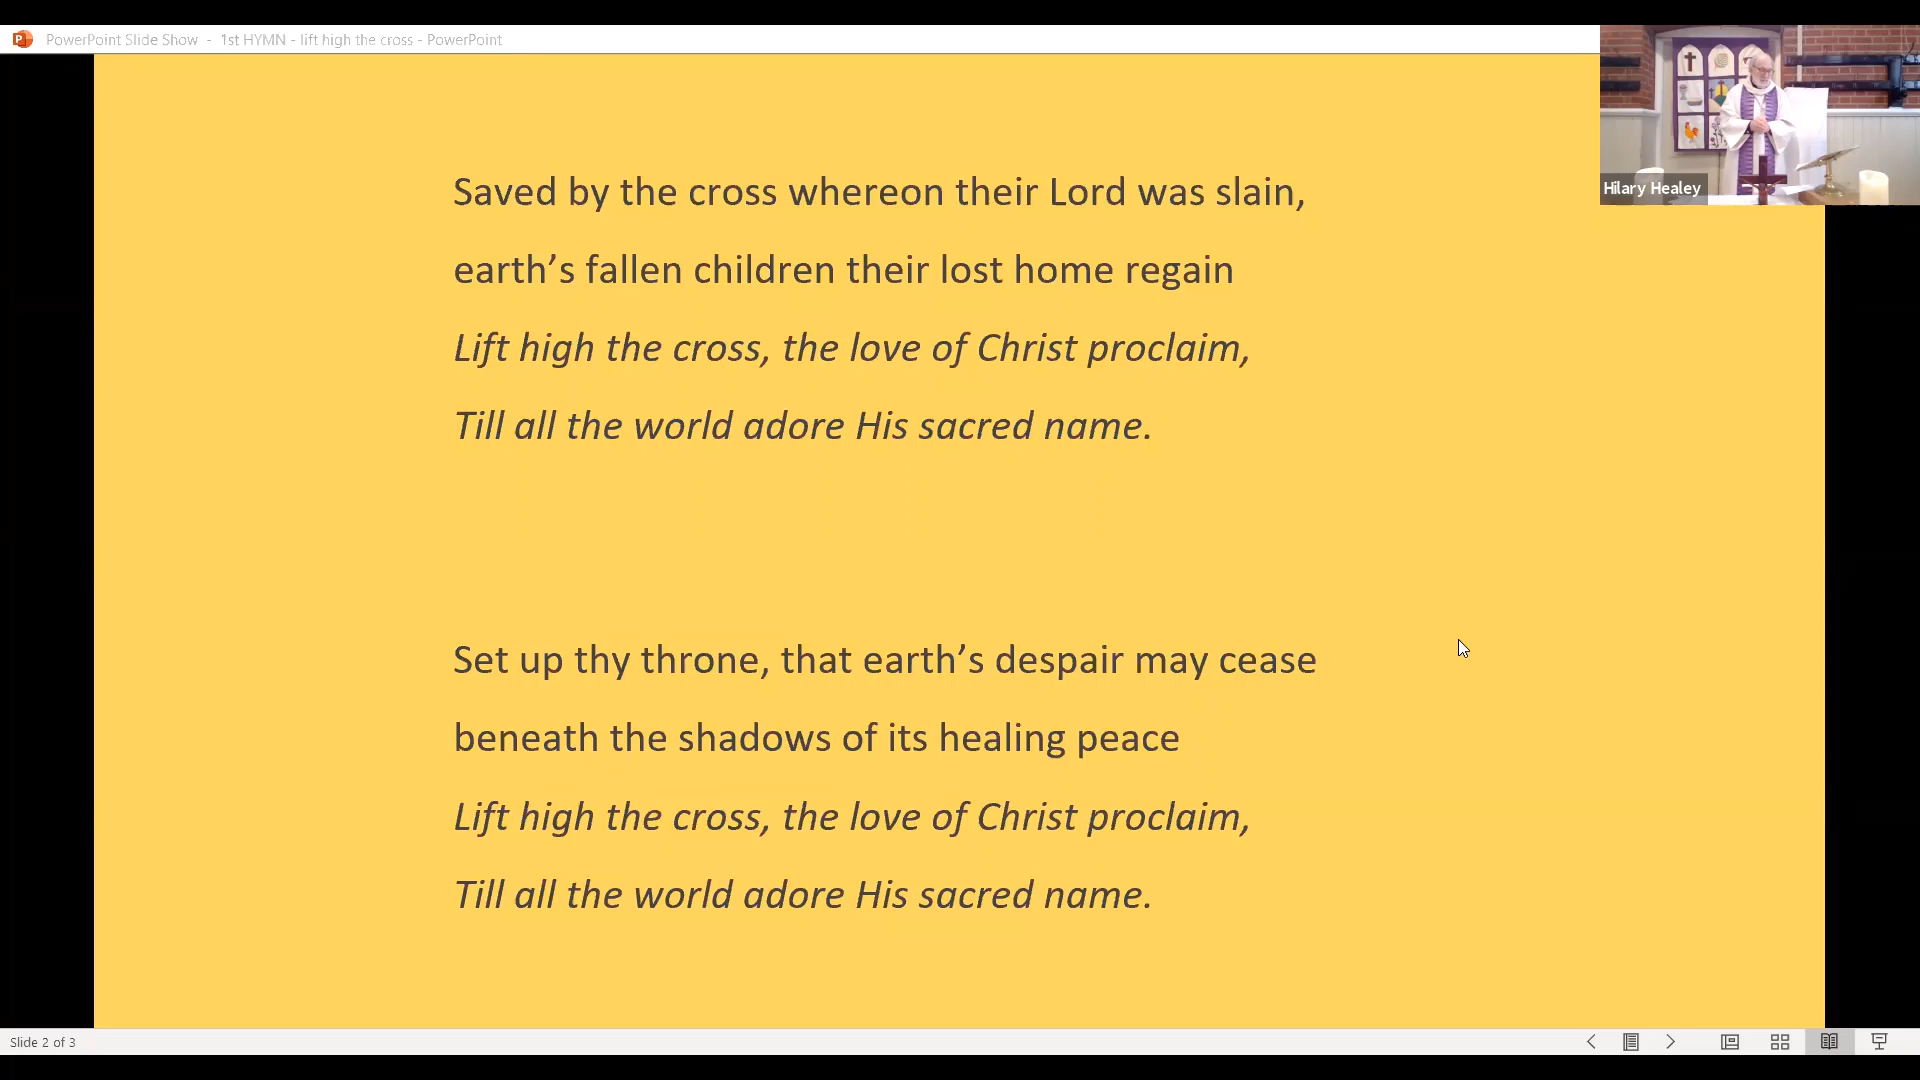 PowerPoint Slide Show - 1st HYMN - lift high the cross - PowerPoint
Hilary Healey
Saved by the cross whereon their Lord was slain,
earth’s fallen children their lost home regain
Lift high the cross, the love of Christ proclaim,
Till all the world adore His sacred name.
Set up thy throne, that earth’s despair may cease
beneath the shadows of its healing peace
Lift high the cross, the love of Christ proclaim,
Till all the world adore His sacred name.
Slide 2 of 3